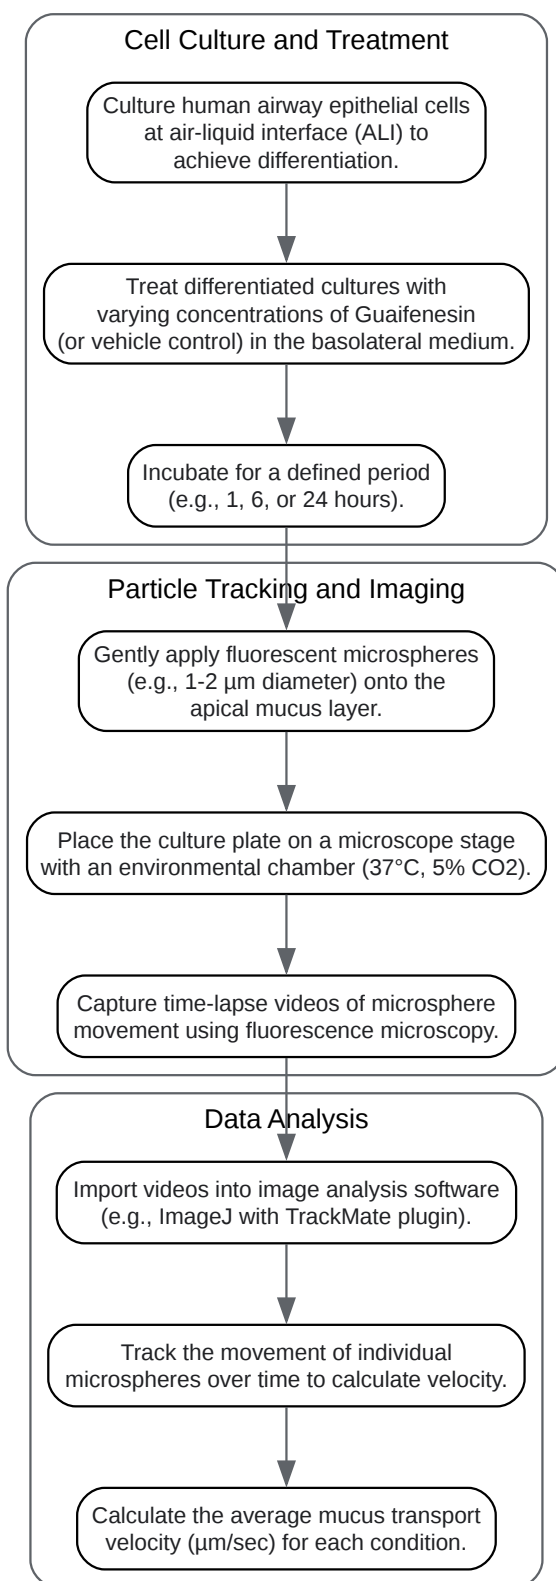 Cell Culture and Treatment
Culture human airway epithelial cells
at air-liquid interface (ALI) to
achieve differentiation.
Treat differentiated cultures with
varying concentrations of Guaifenesin
(or vehicle control) in the basolateral medium.
Incubate for a defined period
(e.g., 1, 6, or 24 hours).
Particle Tracking and Imaging
Gently apply fluorescent microspheres
(e.g., 1-2 µm diameter) onto the
apical mucus layer.
Place the culture plate on a microscope stage
with an environmental chamber (37°C, 5% CO2).
Capture time-lapse videos of microsphere
movement using fluorescence microscopy.
Data Analysis
Import videos into image analysis software
(e.g., ImageJ with TrackMate plugin).
Track the movement of individual
microspheres over time to calculate velocity.
Calculate the average mucus transport
velocity (µm/sec) for each condition.